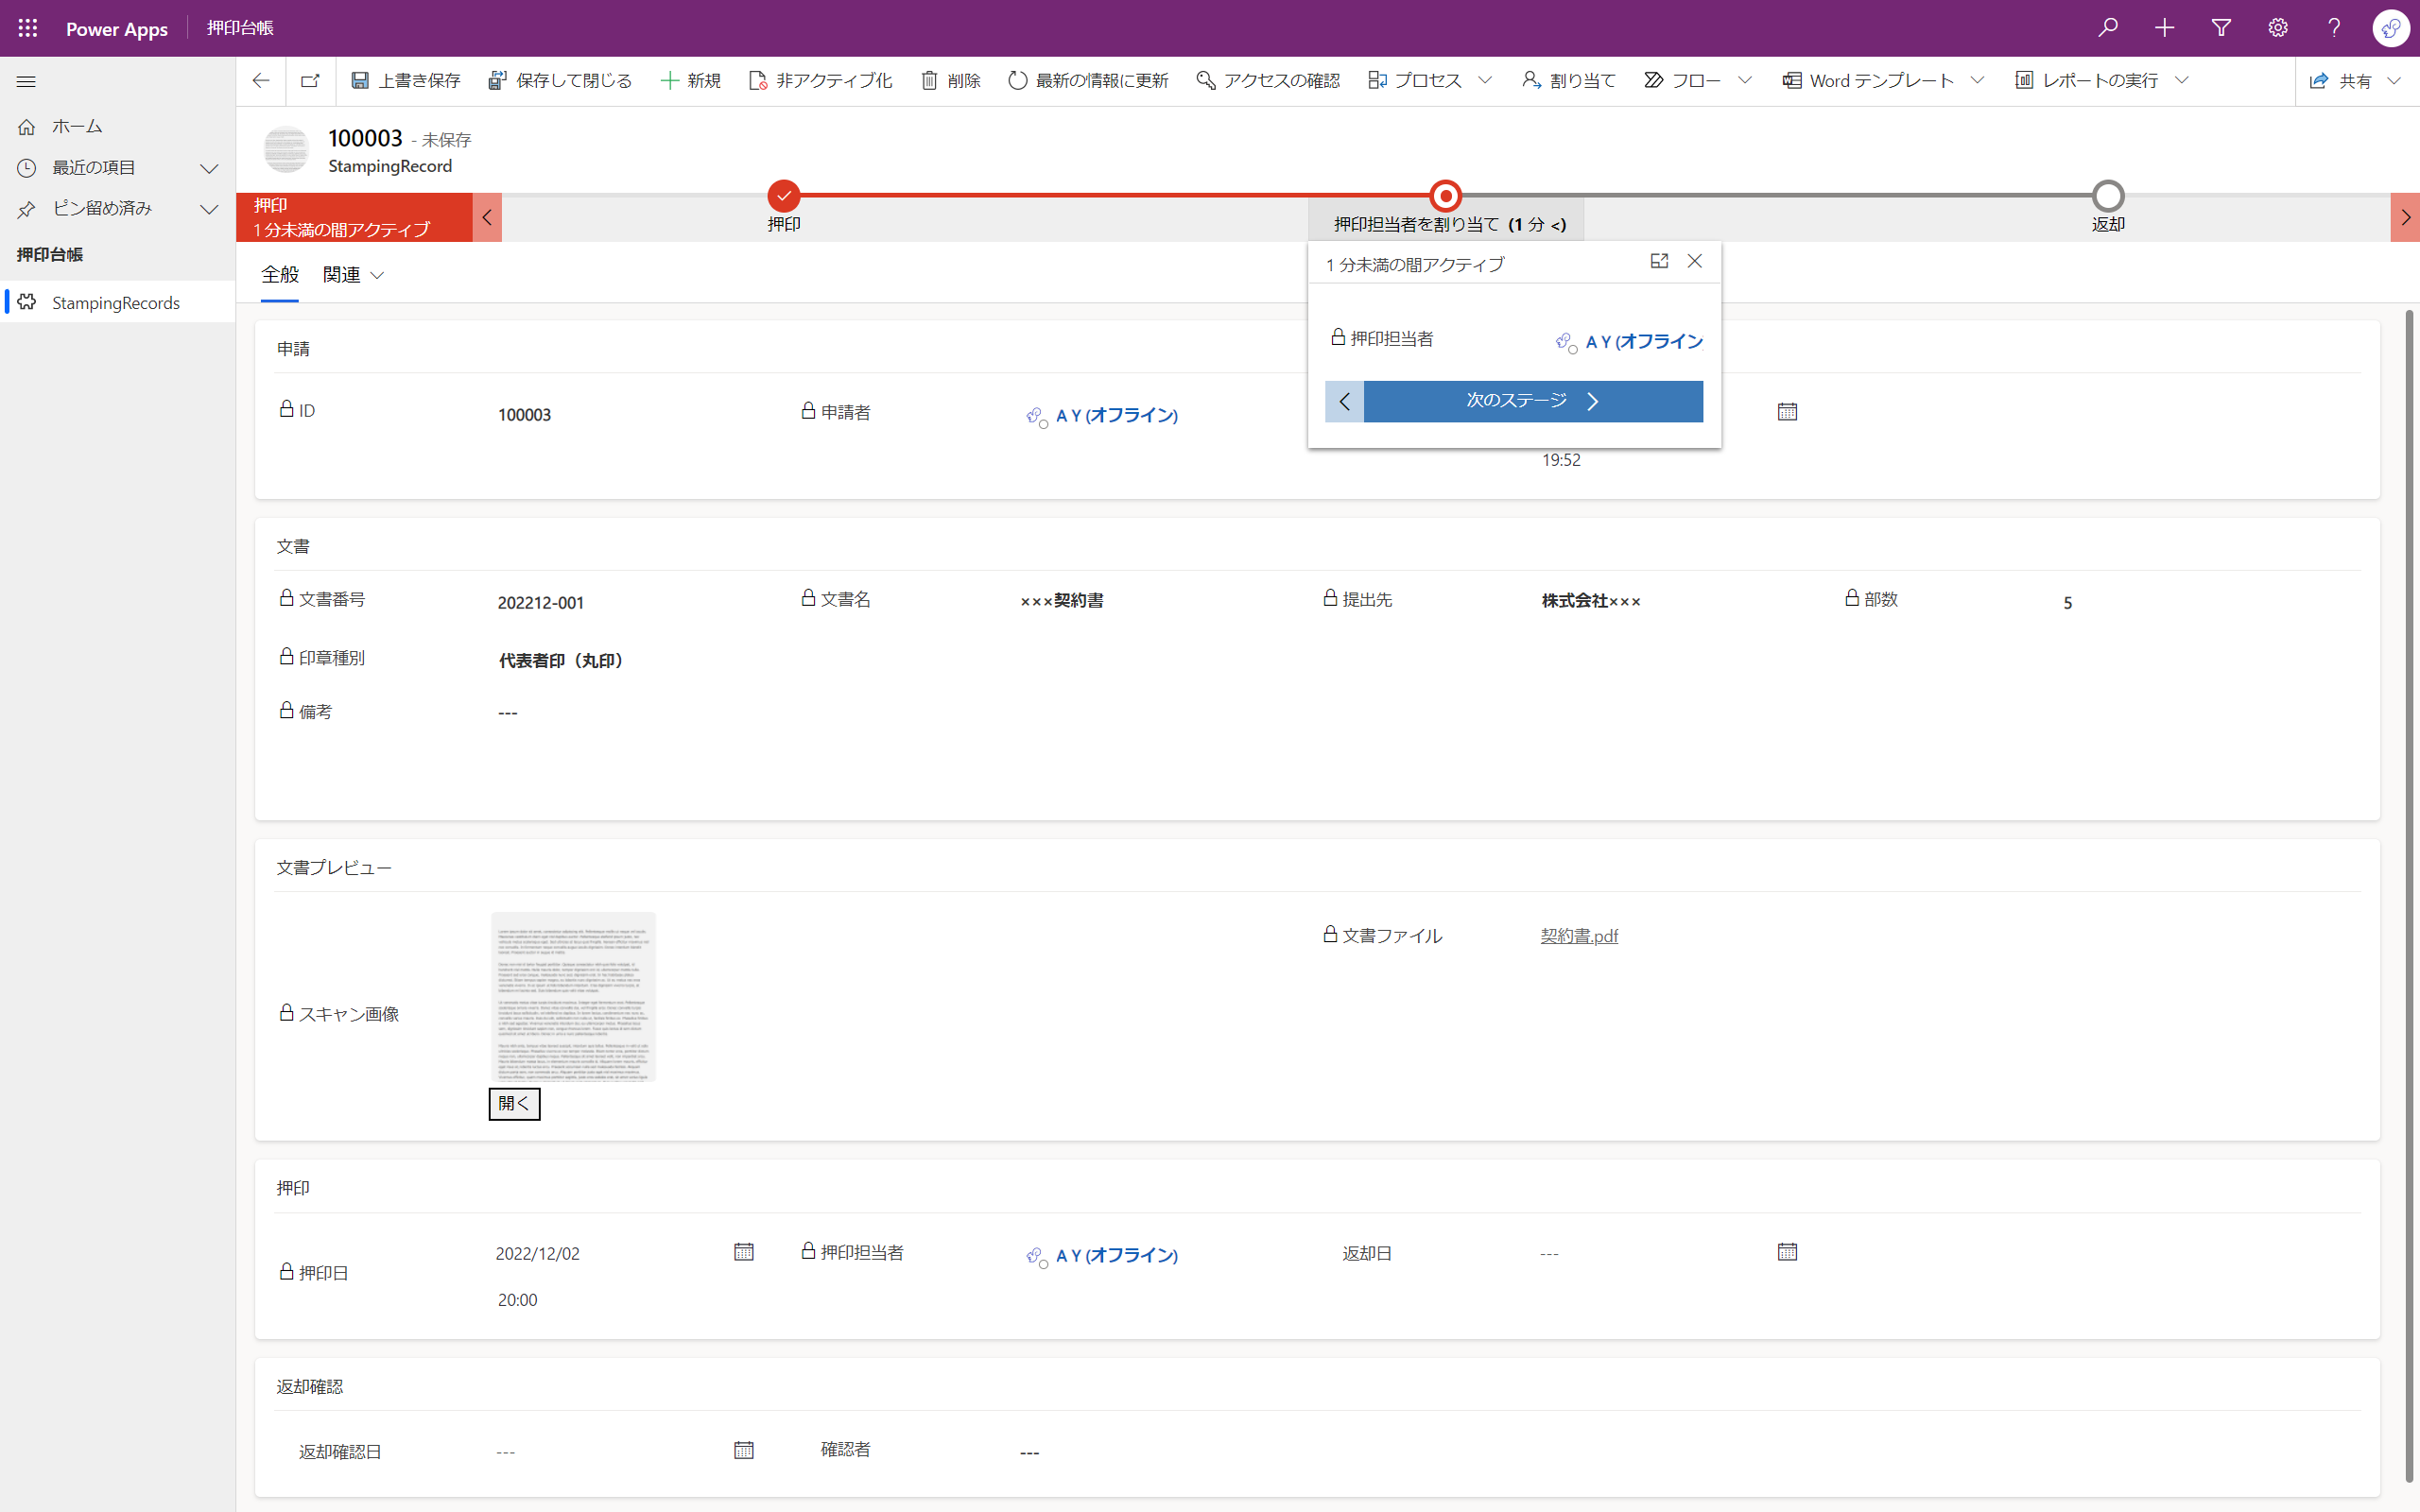 Power Apps 押印台帳
上書き保存 保存して閉じる 新規 非アクティブ化 削除 最新の情報に更新 アクセスの確認 プロセス 割り当て フロー Word テンプレート レポートの実行 共有
ホーム
最近の項目
ピン留め済み
押印台帳
StampingRecords
100003 - 未保存
StampingRecord
押印
1 分未満の間アクティブ
押印
押印担当者を割り当て (1 分 <)
返却
全般 関連
1 分未満の間アクティブ
押印担当者 A Y (オフライン
次のステージ
申請
ID 100003 申請者 A Y (オフライン)
19:52
文書
文書番号 202212-001 文書名 ×××契約書 提出先 株式会社××× 部数 5
印章種別 代表者印（丸印）
備考 ---
文書プレビュー
スキャン画像
開く
文書ファイル 契約書.pdf
押印
押印日 2022/12/02 押印担当者 A Y (オフライン) 返却日 ---
20:00
返却確認
返却確認日 --- 確認者 ---